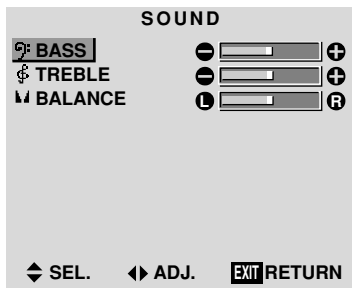 SOUND
BASS
TREBLE
BALANCE L R
SEL. ADJ. EXIT RETURN